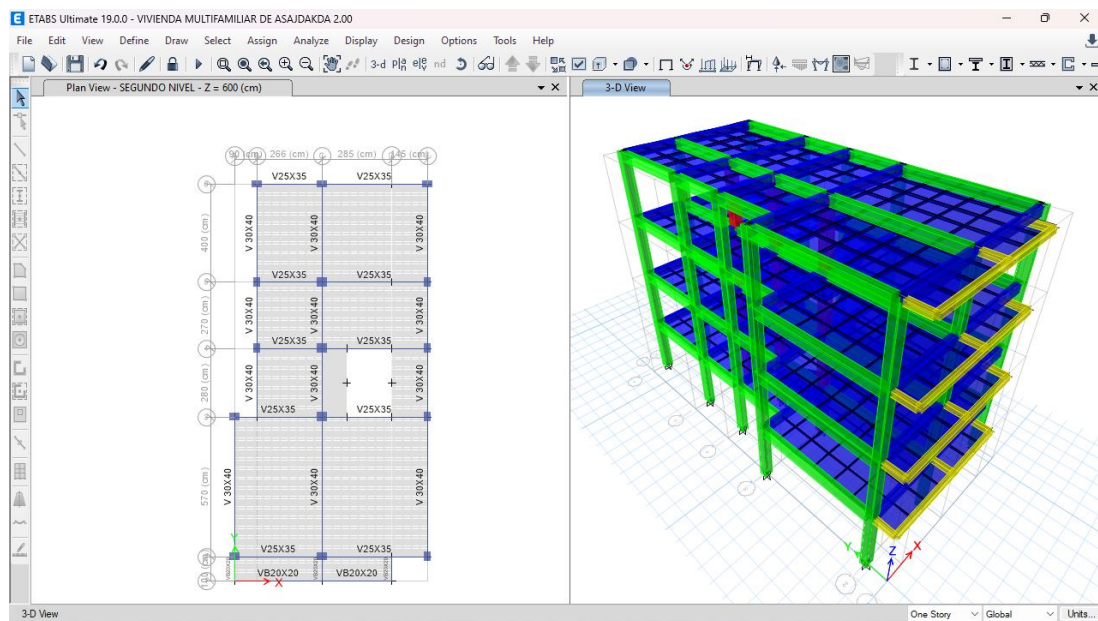 ETABS Ultimate 19.0.0 - VIVIENDA MULTIFAMILIAR DE ASAJDAKDA 2.00
File Edit View Define Draw Select Assign Analyze Display Design Options Tools Help
3-d
nd
Plan View - SEGUNDO NIVEL - Z = 600 (cm)
3-D View
266 (cm) 285 (cm)
V25X35 V25X35
400 (cm)
V 30X40 V 30X40 V 30X40
V25X35 V25X35
270 (cm)
V 30X40 V 30X40 V 30X40
V25X35 V25X35
280 (cm)
V 30X40 V 30X40 V 30X40
V25X35 V25X35
570 (cm)
V 30X40 V 30X40 V 30X40
V25X35 V25X35
Y
VB20X20 VB20X20
X
Y Z X
3-D View
One Story Global Units...